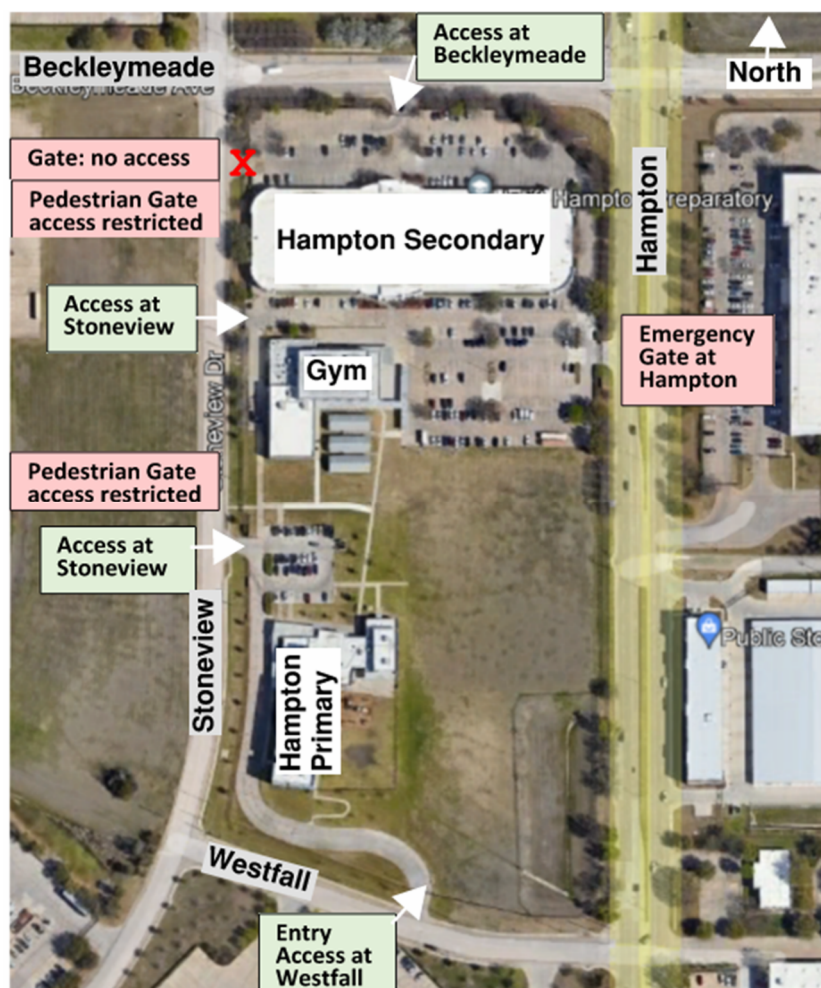 Access at
Beckleymeade
Beckleymeade
Beckleymeade Ave
North
Gate: no access
X
Pedestrian Gate
access restricted
Hampton
Hampton Preparatory
Hampton Secondary
Access at
Stoneview
Emergency
Gate at
Hampton
Gym
Pedestrian Gate
access restricted
Access at
Stoneview
Stoneview
Public Sto
Hampton
Primary
Westfall
Entry
Access at
Westfall